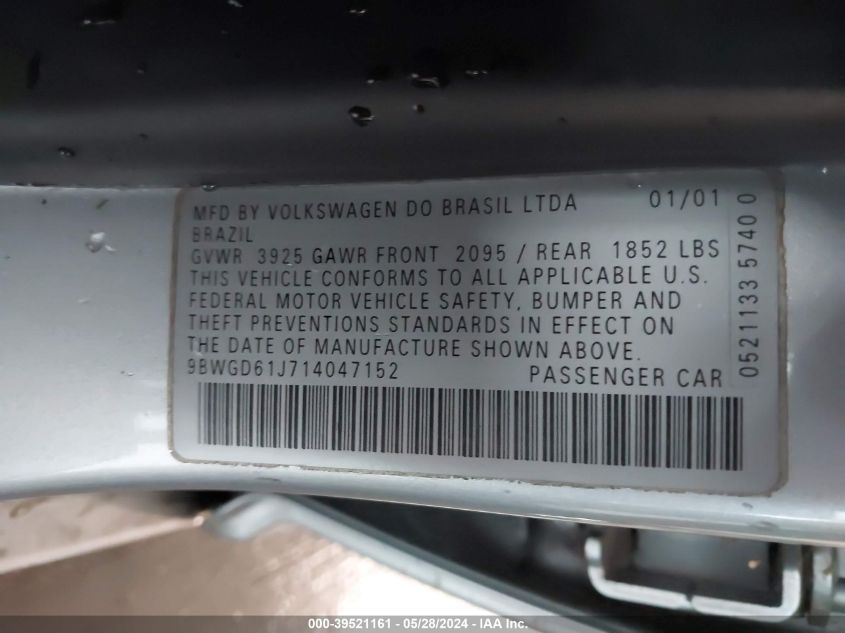 MFD BY VOLKSWAGEN DO BRASIL LTDA 01/01
BRAZIL
GVWR 3925 GAWR FRONT 2095 / REAR 1852 LBS
THIS VEHICLE CONFORMS TO ALL APPLICABLE U.S.
FEDERAL MOTOR VEHICLE SAFETY, BUMPER AND
THEFT PREVENTIONS STANDARDS IN EFFECT ON
THE DATE OF MANUFACTURE SHOWN ABOVE.
9BWGD61J714047152 PASSENGER CAR
0521133 5740 0
000-39521161 - 05/28/2024 - IAA Inc.